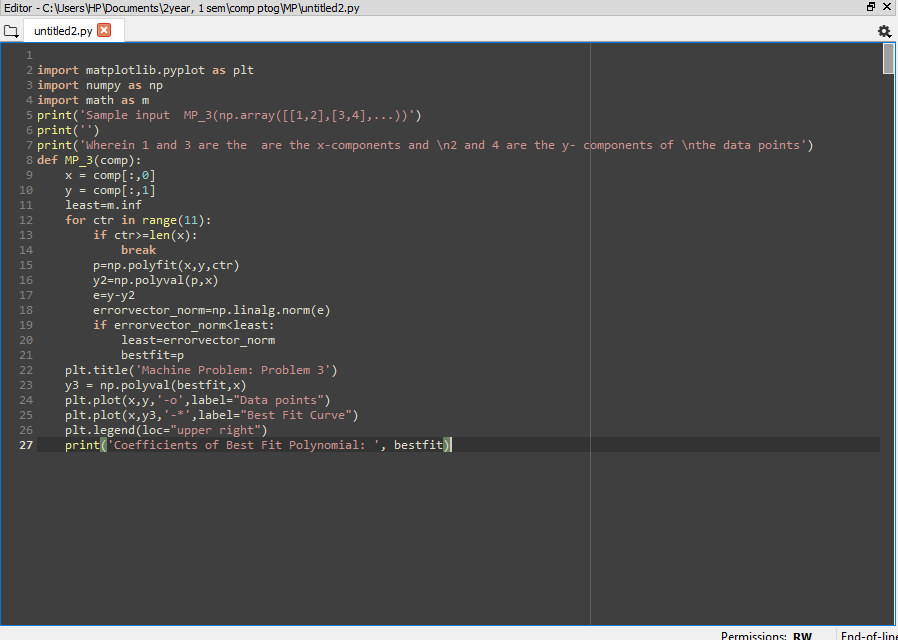 Editor - C:\Users\HP\Documents\2year, 1 sem\comp ptog\MP\untitled2.py
untitled2.py
1
2 import matplotlib.pyplot as plt
3 import numpy as np
4 import math as m
5 print('Sample input  MP_3(np.array([[1,2],[3,4],...))')
6 print('')
7 print('Wherein 1 and 3 are the  are the x-components and \n2 and 4 are the y- components of \nthe data points')
8 def MP_3(comp):
9     x = comp[:,0]
10     y = comp[:,1]
11     least=m.inf
12     for ctr in range(11):
13         if ctr>=len(x):
14             break
15         p=np.polyfit(x,y,ctr)
16         y2=np.polyval(p,x)
17         e=y-y2
18         errorvector_norm=np.linalg.norm(e)
19         if errorvector_norm<least:
20             least=errorvector_norm
21             bestfit=p
22     plt.title('Machine Problem: Problem 3')
23     y3 = np.polyval(bestfit,x)
24     plt.plot(x,y,'-o',label="Data points")
25     plt.plot(x,y3,'-*',label="Best Fit Curve")
26     plt.legend(loc="upper right")
27     print('Coefficients of Best Fit Polynomial: ', bestfit)
Permissions: RW End-of-line